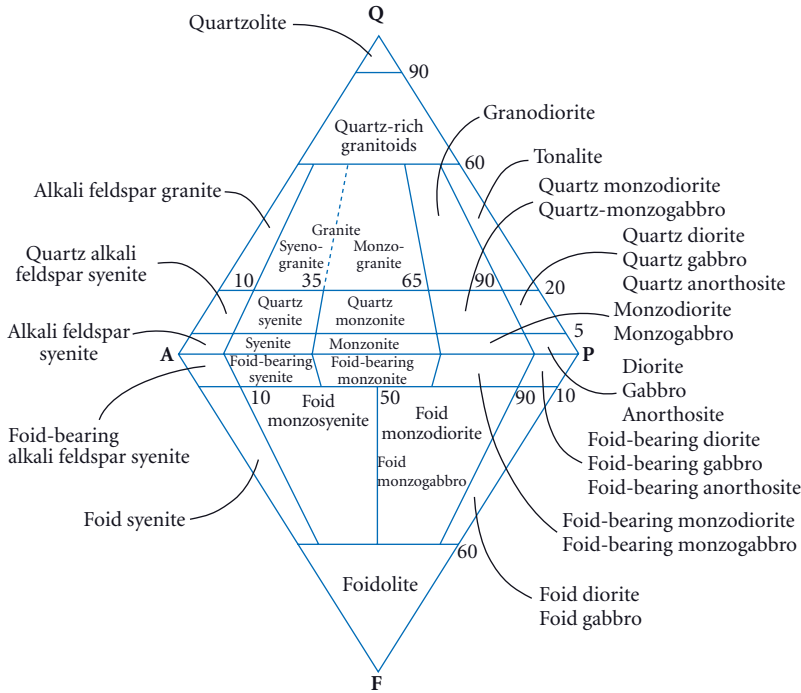 Q
Quartzolite
90
Quartz-rich
granitoids
Granodiorite
60
Tonalite
Alkali feldspar granite
Quartz monzodiorite
Quartz-monzogabbro
Granite
Syeno-
granite
Monzo-
granite
Quartz diorite
Quartz gabbro
Quartz anorthosite
Quartz alkali
feldspar syenite
10
35
65
90
20
Quartz
syenite
Quartz
monzonite
Monzodiorite
Monzogabbro
Alkali feldspar
syenite
5
Syenite
Monzonite
A
P
Foid-bearing
syenite
Foid-bearing
monzonite
Diorite
Gabbro
Anorthosite
10
50
90
10
Foid
monzosyenite
Foid
monzodiorite
Foid
monzogabbro
Foid-bearing
alkali feldspar syenite
Foid-bearing diorite
Foid-bearing gabbro
Foid-bearing anorthosite
Foid syenite
Foid-bearing monzodiorite
Foid-bearing monzogabbro
60
Foidolite
Foid diorite
Foid gabbro
F